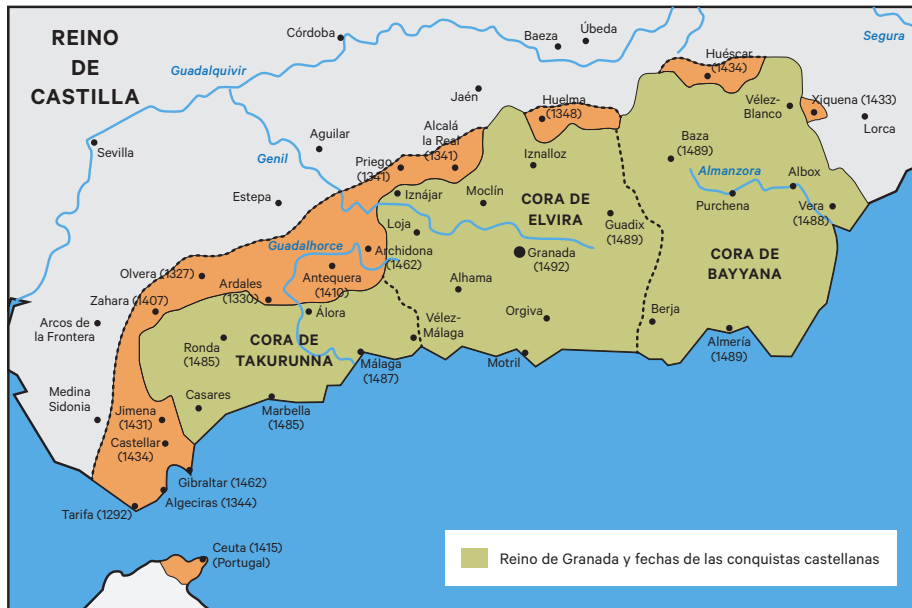 REINO
DE
CASTILLA
Córdoba
Baeza
Úbeda
Segura
Guadalquivir
Huéscar
(1434)
Jaén
Huelma
(1348)
Vélez-
Blanco
Xiquena (1433)
Lorca
Sevilla
Aguilar
Alcalá
la Real
(1341)
Genil
Priego
(1341)
Iznalloz
Baza
(1489)
Almanzora
Albox
Estepa
Iznájar
Moclín
CORA DE
ELVIRA
Purchena
Vera
(1488)
Loja
Guadix
(1489)
Guadalhorce
Archidona
(1462)
Granada
(1492)
CORA DE
BAYYANA
Olvera (1327)
Ardales
(1330)
Antequera
(1410)
Alhama
Zahara (1407)
Álora
Orgiva
Berja
Arcos de
la Frontera
Ronda
(1485)
CORA DE
TAKURUNNA
Vélez-
Málaga
Málaga
(1487)
Motril
Almería
(1489)
Medina
Sidonia
Jimena
(1431)
Casares
Marbella
(1485)
Castellar
(1434)
Gibraltar (1462)
Algeciras (1344)
Tarifa (1292)
Ceuta (1415)
(Portugal)
Reino de Granada y fechas de las conquistas castellanas